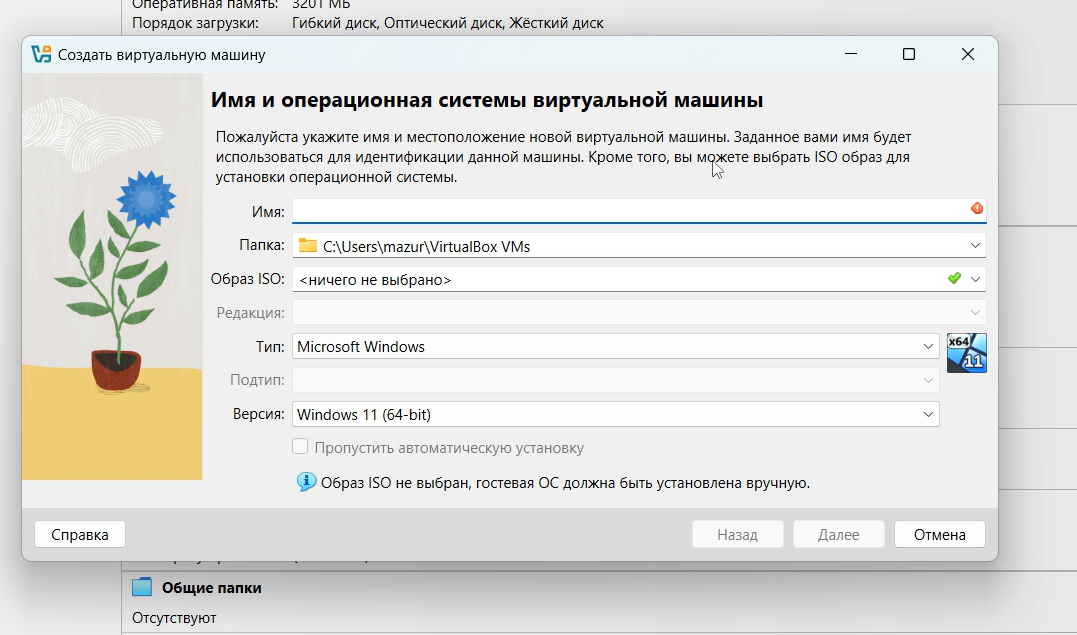 Оперативная память: 3201 МБ
Порядок загрузки: Гибкий диск, Оптический диск, Жёсткий диск
Создать виртуальную машину
Имя и операционная системы виртуальной машины
Пожалуйста укажите имя и местоположение новой виртуальной машины. Заданное вами имя будет
использоваться для идентификации данной машины. Кроме того, вы можете выбрать ISO образ для
установки операционной системы.
Имя:
Папка: C:\Users\mazur\VirtualBox VMs
Образ ISO: <ничего не выбрано>
Редакция:
Тип: Microsoft Windows
x64
11
Подтип:
Версия: Windows 11 (64-bit)
Пропустить автоматическую установку
Образ ISO не выбран, гостевая ОС должна быть установлена вручную.
Справка Назад Далее Отмена
Общие папки
Отсутствуют